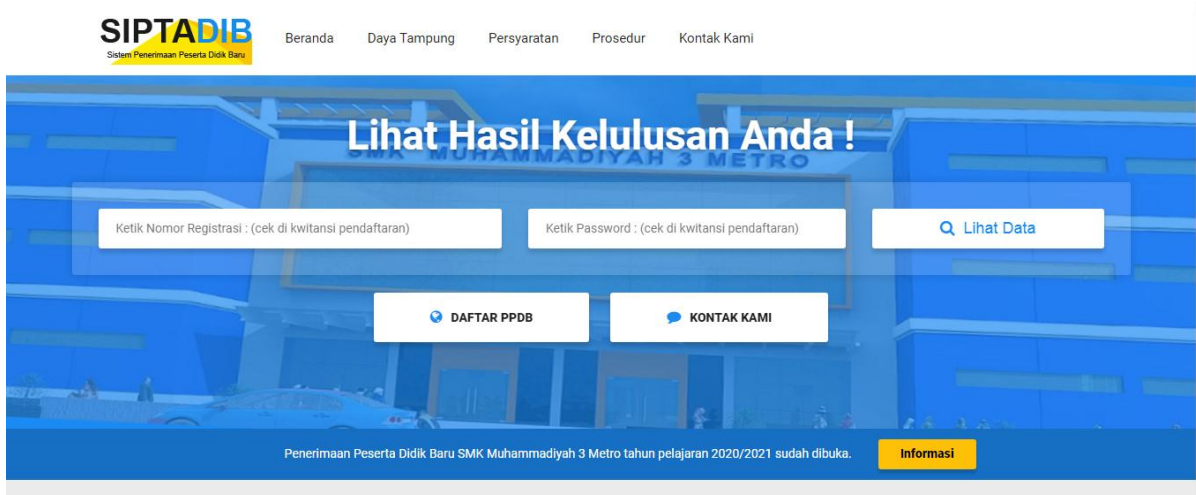 SIPTADIB
Sistem Penerimaan Peserta Didik Baru
Beranda Daya Tampung Persyaratan Prosedur Kontak Kami
Lihat Hasil Kelulusan Anda !
SMK MUHAMMADIYAH 3 METRO
Ketik Nomor Registrasi : (cek di kwitansi pendaftaran) Ketik Password : (cek di kwitansi pendaftaran) Lihat Data
DAFTAR PPDB KONTAK KAMI
Penerimaan Peserta Didik Baru SMK Muhammadiyah 3 Metro tahun pelajaran 2020/2021 sudah dibuka. Informasi